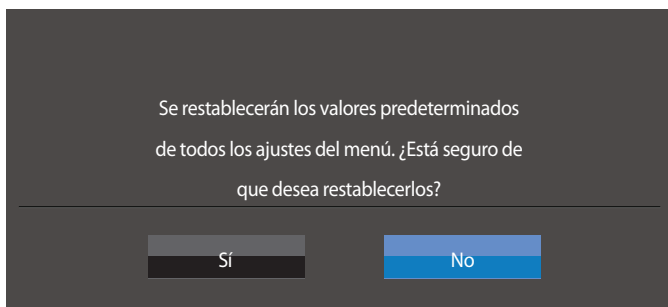 Se restablecerán los valores predeterminados
de todos los ajustes del menú. ¿Está seguro de
que desea restablecerlos?
Sí
No